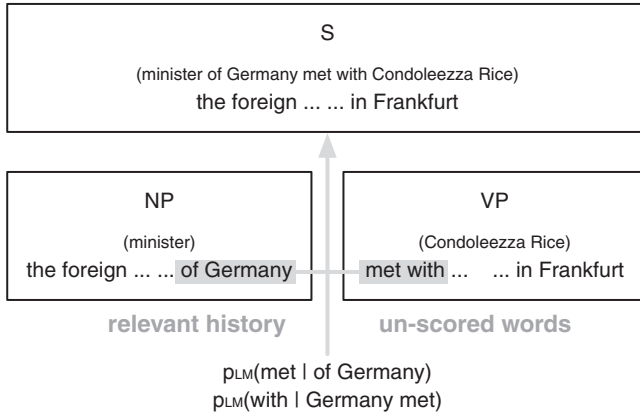 S
(minister of Germany met with Condoleezza Rice)
the foreign ... ... in Frankfurt
NP
(minister)
the foreign ... ... of Germany
VP
(Condoleezza Rice)
met with ... ... in Frankfurt
relevant history
un-scored words
pLM(met | of Germany)
pLM(with | Germany met)